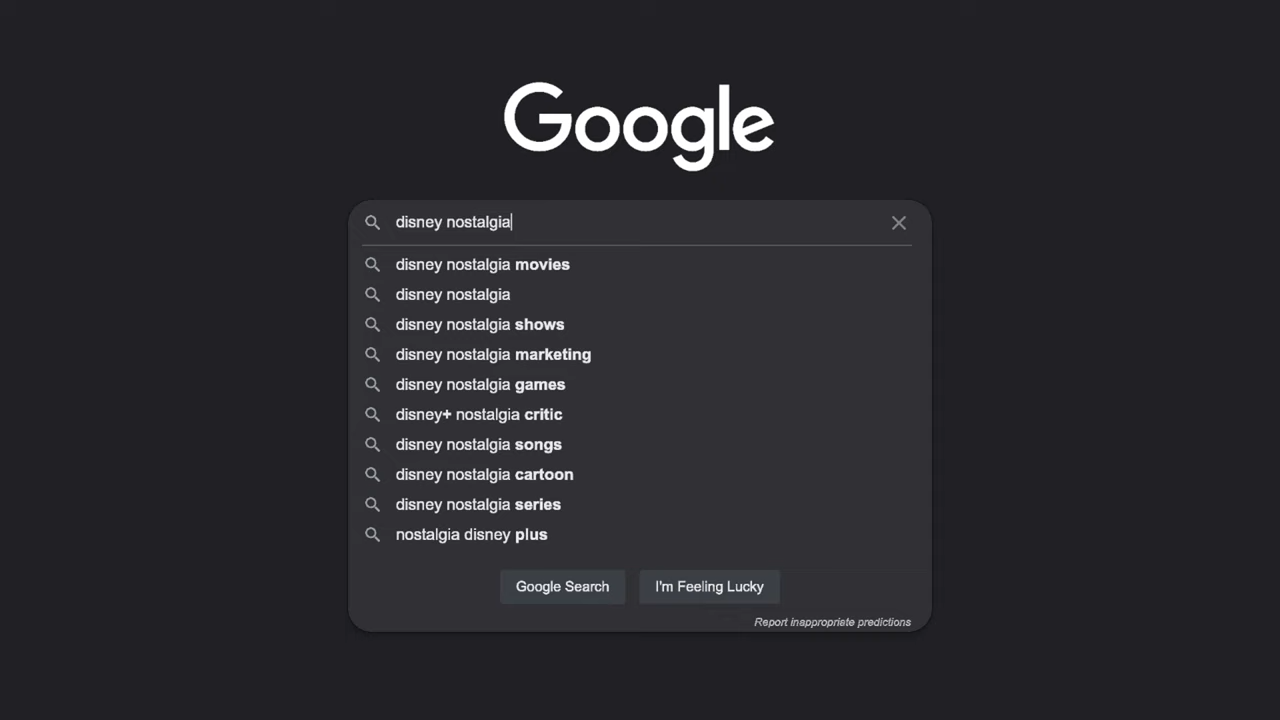 Google
disney nostalgia
disney nostalgia movies
disney nostalgia
disney nostalgia shows
disney nostalgia marketing
disney nostalgia games
disney+ nostalgia critic
disney nostalgia songs
disney nostalgia cartoon
disney nostalgia series
nostalgia disney plus
Google Search I'm Feeling Lucky
Report inappropriate predictions